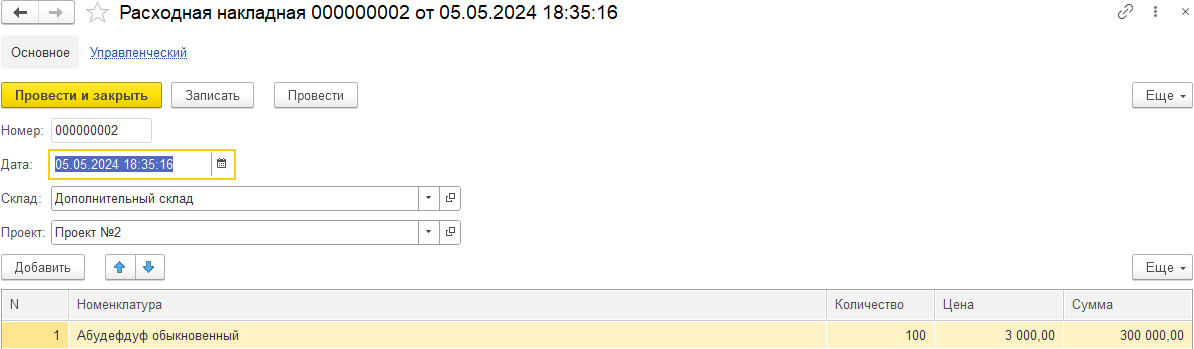 Расходная накладная 000000002 от 05.05.2024 18:35:16
Основное Управленческий
Провести и закрыть Записать Провести Еще
Номер: 000000002
Дата: 05.05.2024 18:35:16
Склад: Дополнительный склад
Проект: Проект №2
Добавить Еще
N Номенклатура Количество Цена Сумма
1 Абудефдуф обыкновенный 100 3 000,00 300 000,00